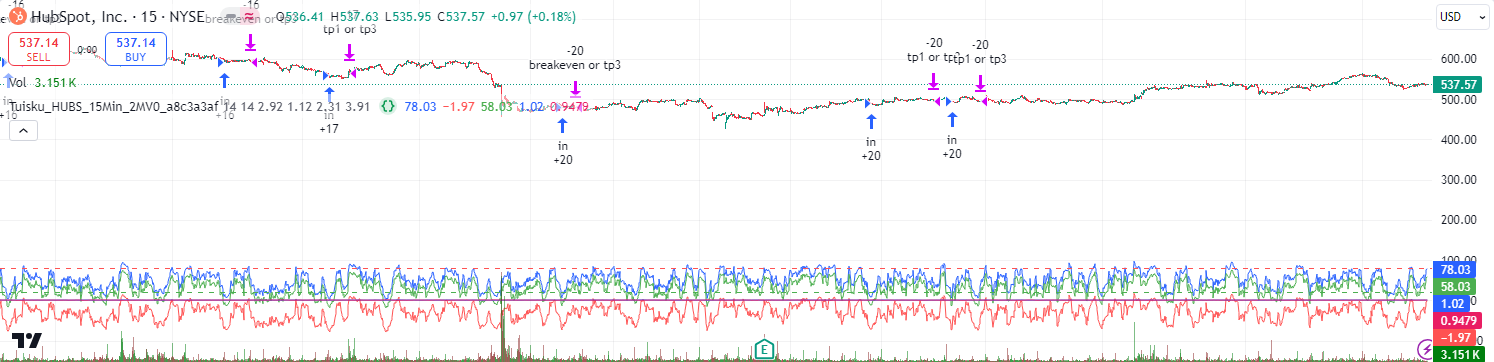 -16
-16
HubSpot, Inc. · 15 · NYSE
O536.41 H537.63 L535.95 C537.57 +0.97 (+0.18%)
breakeven or tp3
tp1 or tp3
537.14
SELL
0.00
537.14
BUY
Vol 3.151 K
Tuisku_HUBS_15Min_2MV0_a8c3a3af 14 14 2.92 1.12 2.31 3.91 78.03 −1.97 58.03 1.02 0.9479
in
+16
in
+16
in
+17
-20
breakeven or tp3
in
+20
-20
tp1 or tp3
-20
tp1 or tp3
in
+20
in
+20
USD
600.00
537.57
500.00
400.00
300.00
200.00
78.03
58.03
1.02
0.9479
−1.97
3.151 K
E